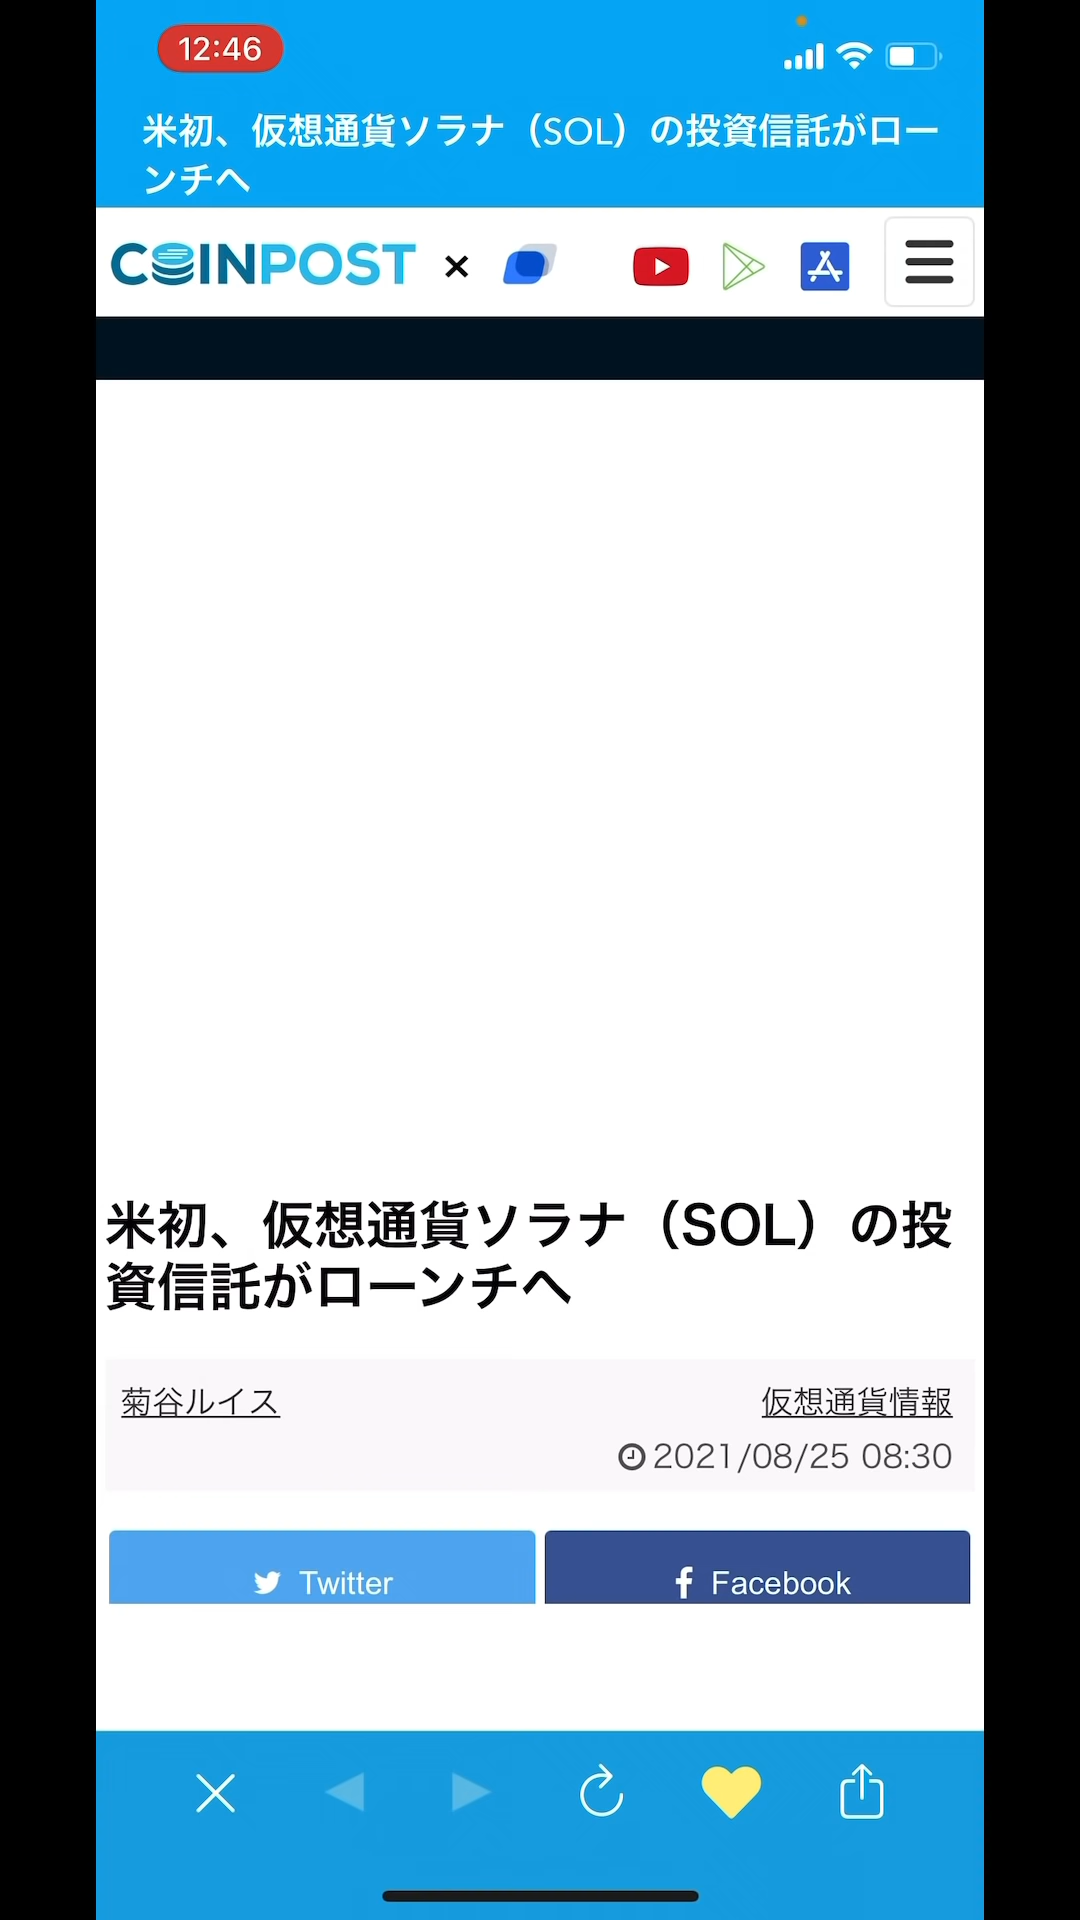 12:46
米初、仮想通貨ソラナ（SOL）の投資信託がロー
ンチへ
COINPOST ×
米初、仮想通貨ソラナ（SOL）の投
資信託がローンチへ
菊谷ルイス
仮想通貨情報
2021/08/25 08:30
Twitter
Facebook